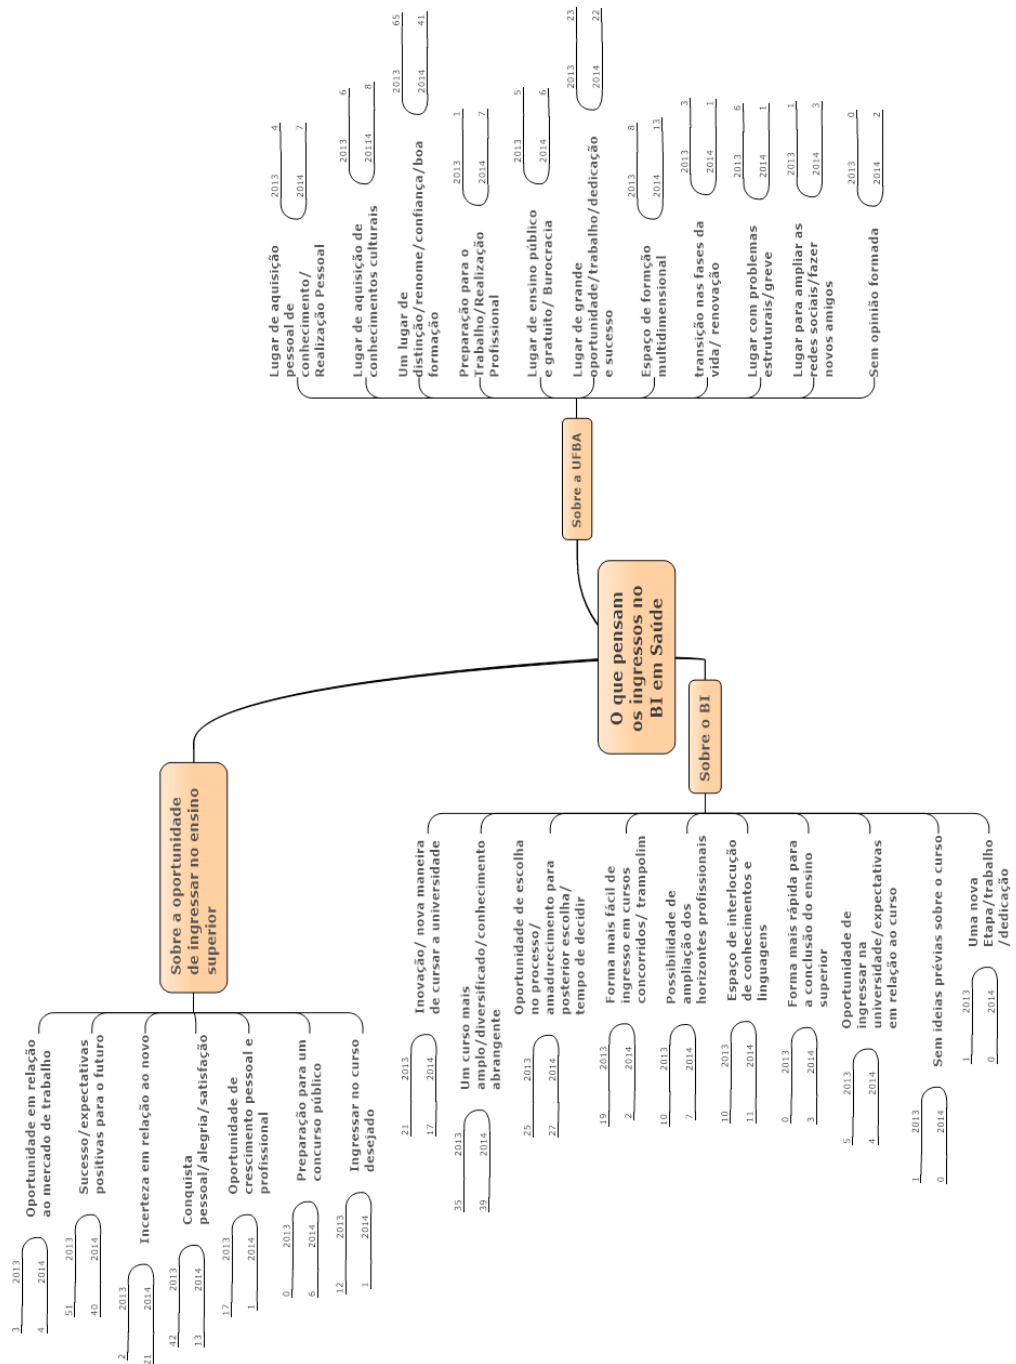 O que pensam
os ingressos no
BI em Saúde
Sobre a UFBA
Lugar de aquisição
pessoal de
conhecimento/
Realização Pessoal
2013 4
2014 7
Lugar de aquisição de
conhecimentos culturais
2013 6
20114 8
Um lugar de
distinção/renome/confiança/boa
formação
2013 65
2014 41
Preparação para o
Trabalho/Realização
Profissional
2013 1
2014 7
Lugar de ensino público
e gratuito/ Burocracia
2013 5
2014 6
Lugar de grande
oportunidade/trabalho/dedicação
e sucesso
2013 23
2014 22
Espaço de formção
multidimensional
2013 8
2014 13
transição nas fases da
vida/ renovação
2013 3
2014 1
Lugar com problemas
estruturais/greve
2013 6
2014 1
Lugar para ampliar as
redes sociais/fazer
novos amigos
2013 1
2014 3
Sem opinião formada
2013 0
2014 2
Sobre o BI
Inovação/ nova maneira
de cursar a universidade
21 2013
17 2014
Um curso mais
amplo/diversificado/conhecimento
abrangente
35 2013
39 2014
Oportunidade de escolha
no processo/
amadurecimento para
posterior escolha/
tempo de decidir
25 2013
27 2014
Forma mais fácil de
ingresso em cursos
concorridos/ trampolim
19 2013
2 2014
Possibilidade de
ampliação dos
horizontes profissionais
10 2013
7 2014
Espaço de interlocução
de conhecimentos e
linguagens
10 2013
11 2014
Forma mais rápida para
a conclusão do ensino
superior
0 2013
3 2014
Oportunidade de
ingressar na
universidade/expectativas
em relação ao curso
5 2013
4 2014
Sem ideias prévias sobre o curso
1 2013
0 2014
Uma nova
Etapa/trabalho
/dedicação
1 2013
0 2014
Sobre a oportunidade
de ingressar no ensino
superior
Oportunidade em relação
ao mercado de trabalho
3 2013
4 2014
Sucesso/expectativas
positivas para o futuro
51 2013
40 2014
Incerteza em relação ao novo
2 2013
21 2014
Conquista
pessoal/alegria/satisfação
42 2013
13 2014
Oportunidade de
crescimento pessoal e
profissional
17 2013
1 2014
Preparação para um
concurso público
0 2013
6 2014
Ingressar no curso
desejado
12 2013
1 2014